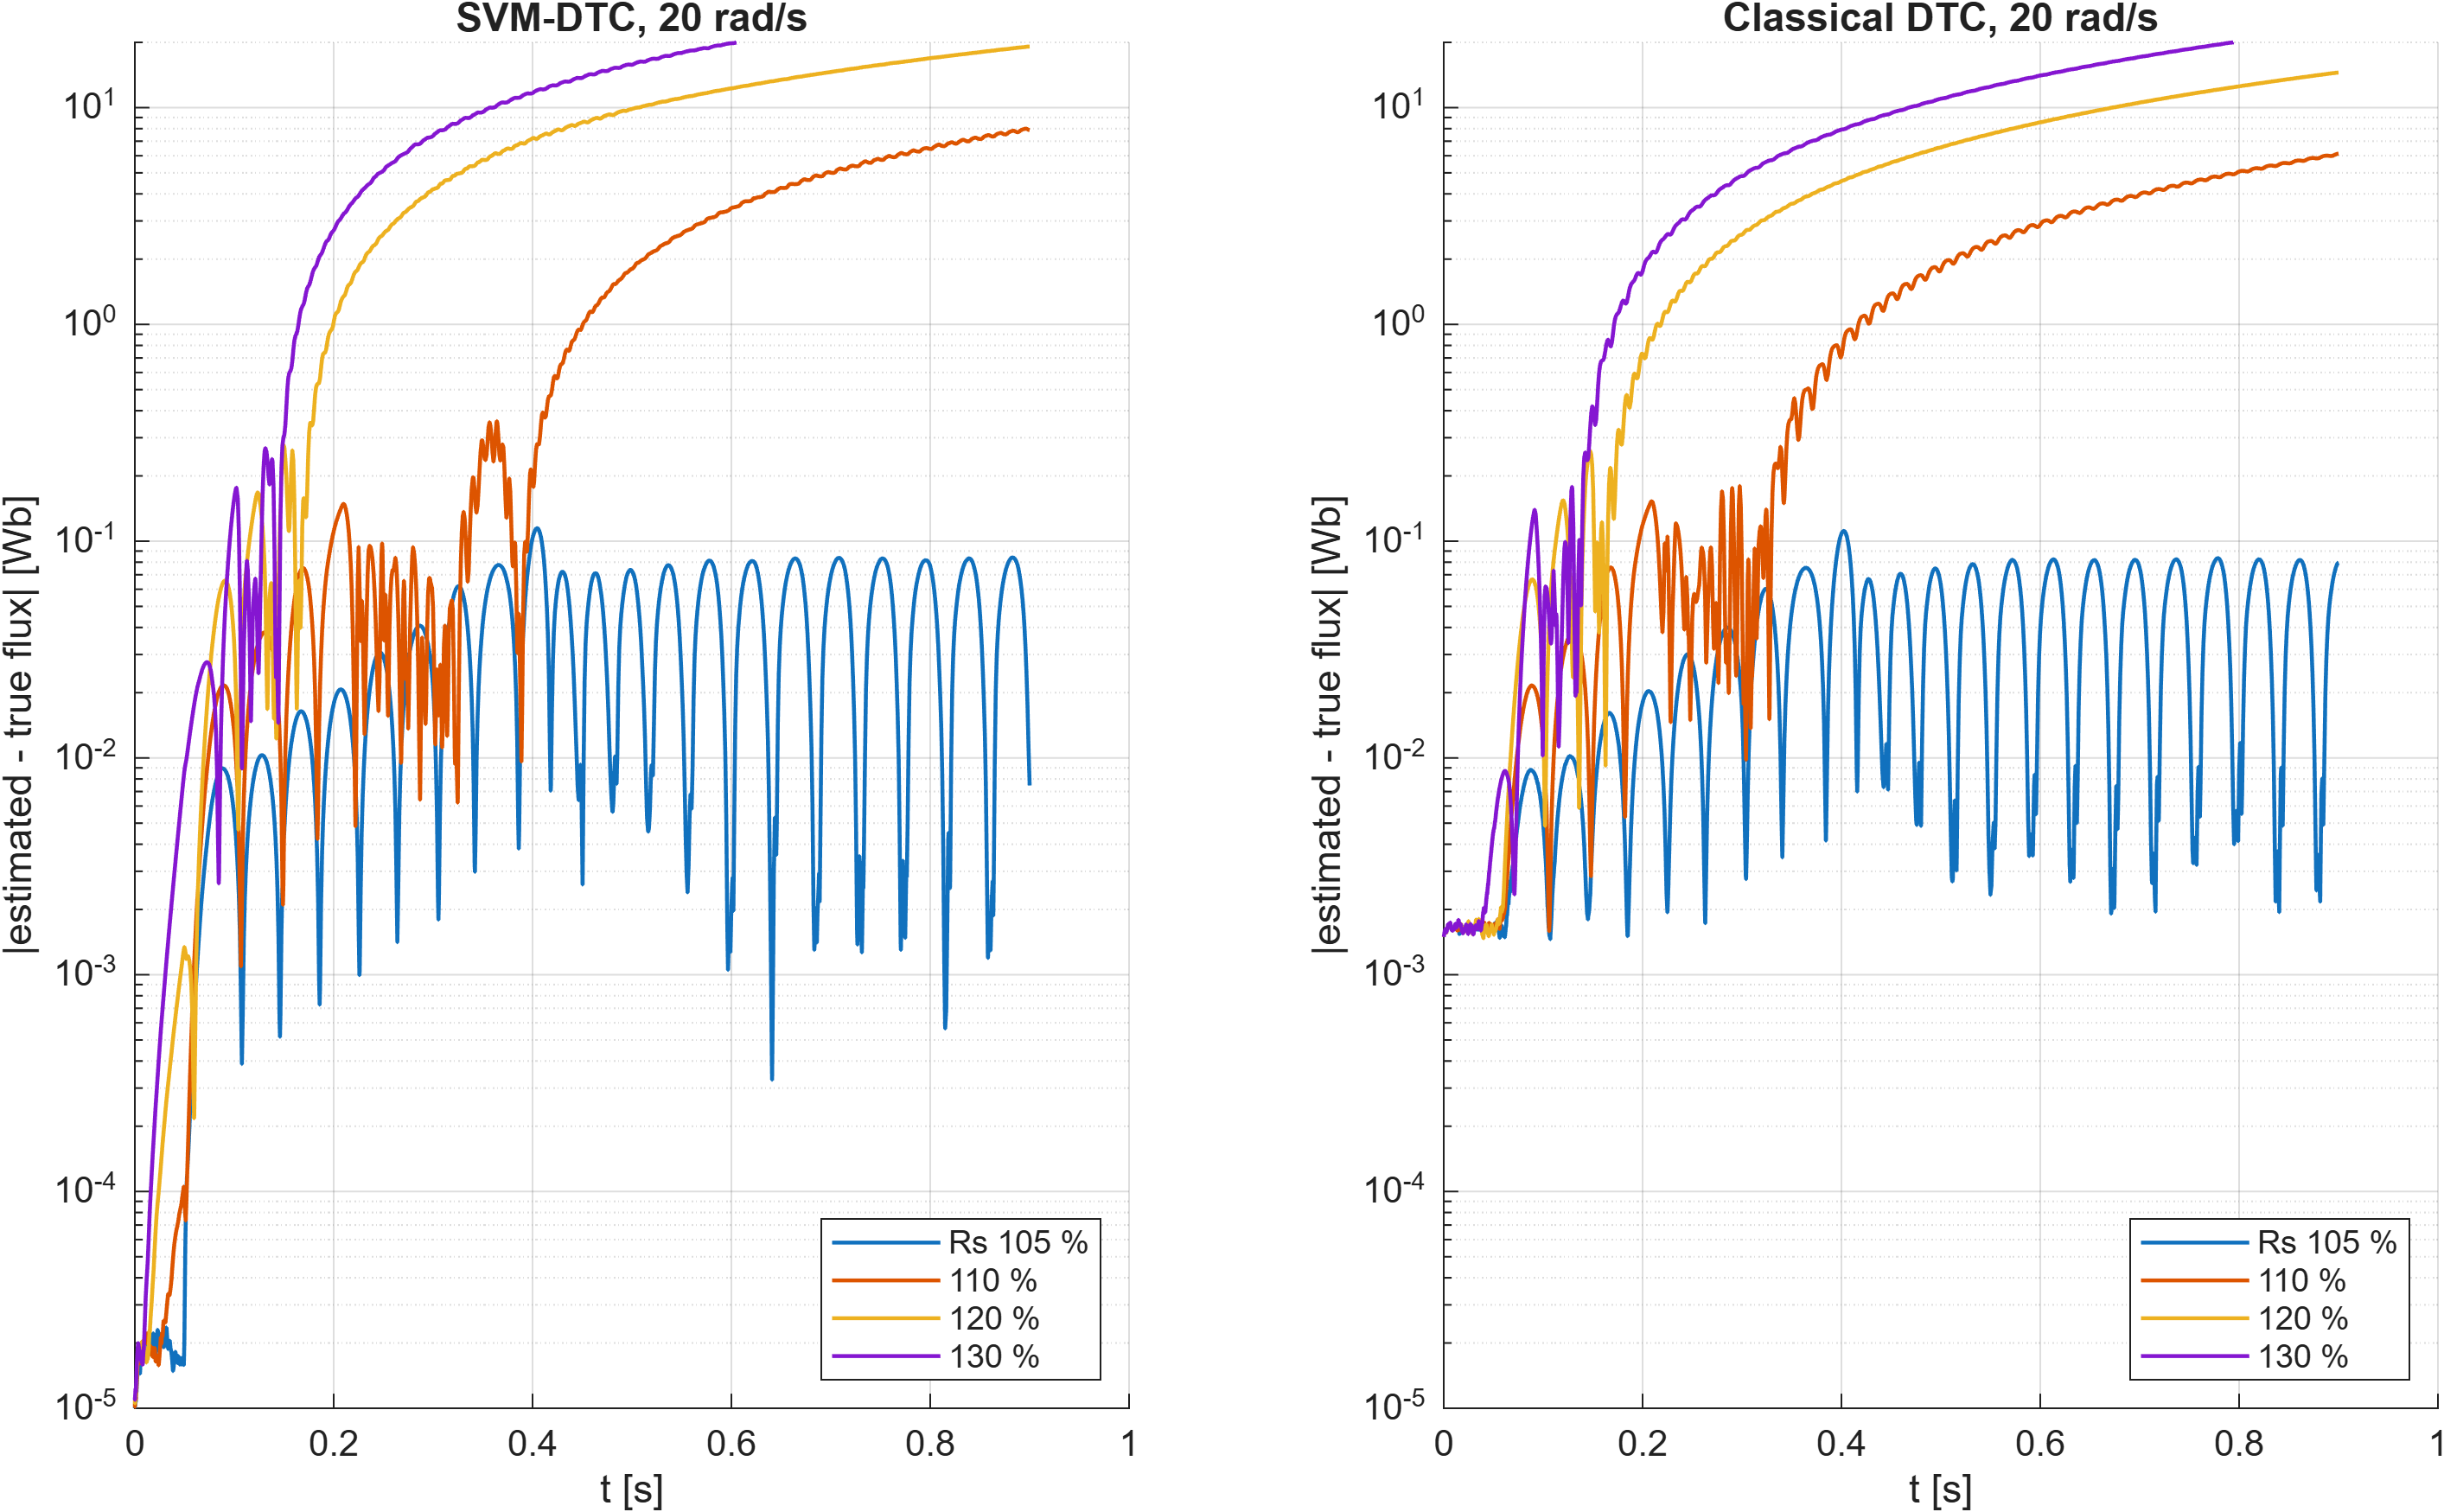 SVM-DTC, 20 rad/s
|estimated - true flux| [Wb]
10^1
10^0
10^-1
10^-2
10^-3
10^-4
10^-5
0 0.2 0.4 0.6 0.8 1
t [s]
Rs 105 %
110 %
120 %
130 %
Classical DTC, 20 rad/s
|estimated - true flux| [Wb]
10^1
10^0
10^-1
10^-2
10^-3
10^-4
10^-5
0 0.2 0.4 0.6 0.8 1
t [s]
Rs 105 %
110 %
120 %
130 %